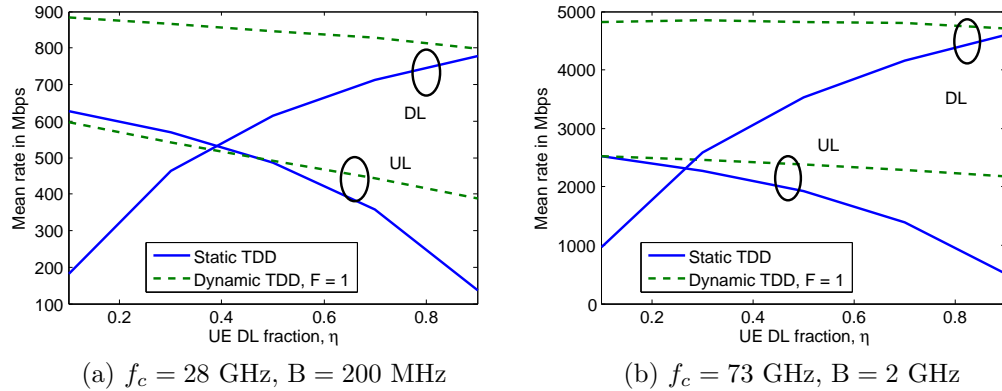 900
800
700
600
500
400
300
200
100
Mean rate in Mbps
DL
UL
Static TDD
Dynamic TDD, F = 1
0.2 0.4 0.6 0.8
UE DL fraction, η
(a) f_c = 28 GHz, B = 200 MHz
5000
4000
3000
2000
1000
0
Mean rate in Mbps
DL
UL
Static TDD
Dynamic TDD, F = 1
0.2 0.4 0.6 0.8
UE DL fraction, η
(b) f_c = 73 GHz, B = 2 GHz